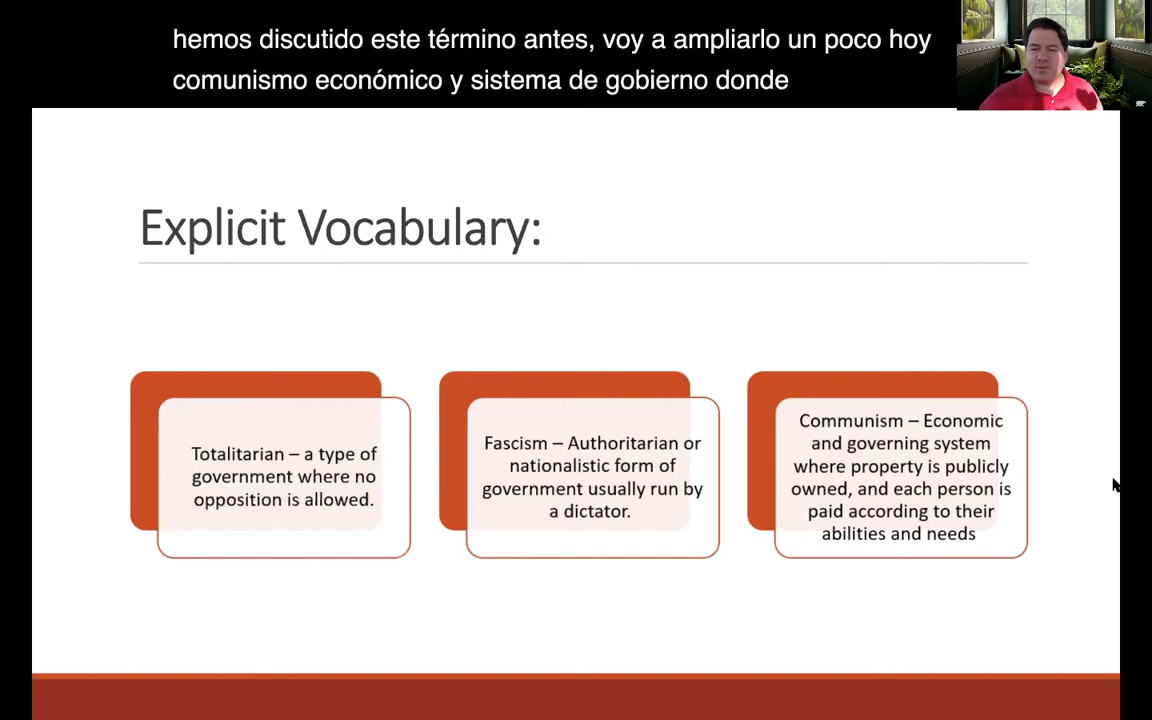 hemos discutido este término antes, voy a ampliarlo un poco hoy
comunismo económico y sistema de gobierno donde
Explicit Vocabulary:
Totalitarian – a type of
government where no
opposition is allowed.
Fascism – Authoritarian or
nationalistic form of
government usually run by
a dictator.
Communism – Economic
and governing system
where property is publicly
owned, and each person is
paid according to their
abilities and needs